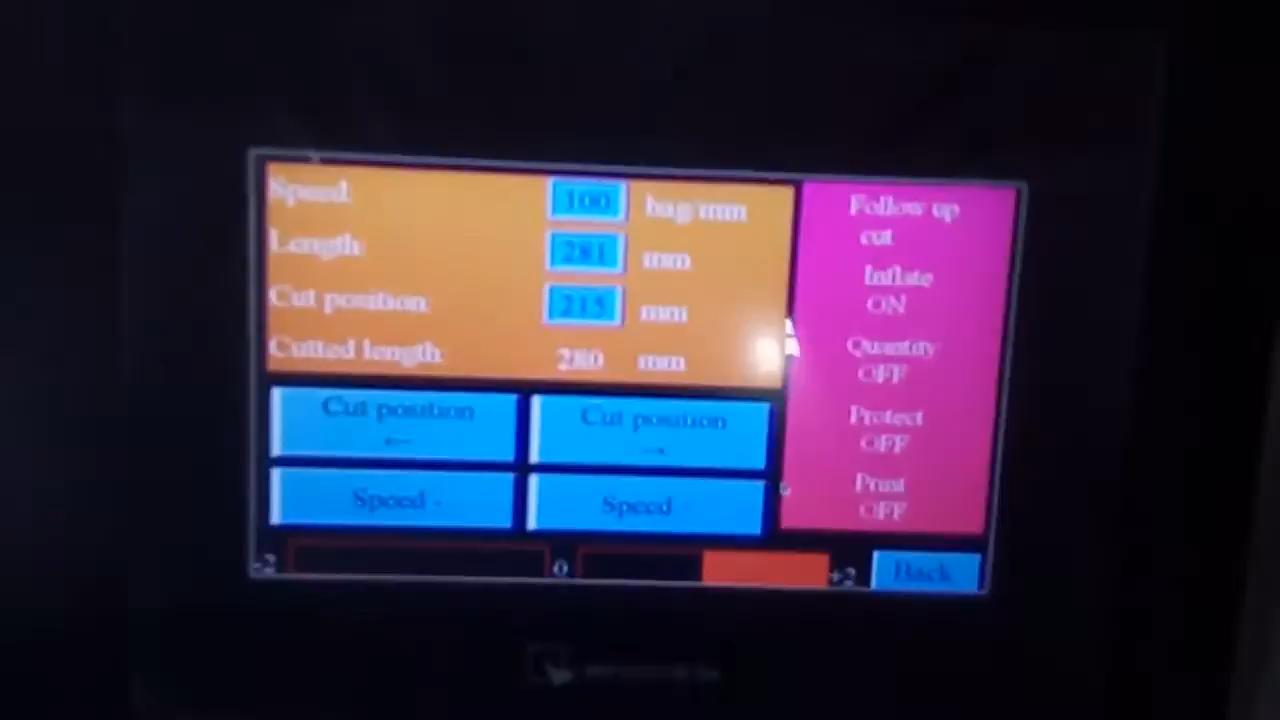 Speed 100 bag/mm
Length 281 mm
Cut position 215 mm
Cutted length 280 mm
Follow up
cut
Inflate
ON
Quantity
OFF
Protect
OFF
Print
OFF
Cut position
←
Cut position
→
Speed -
Speed
-2 0 +2
Back